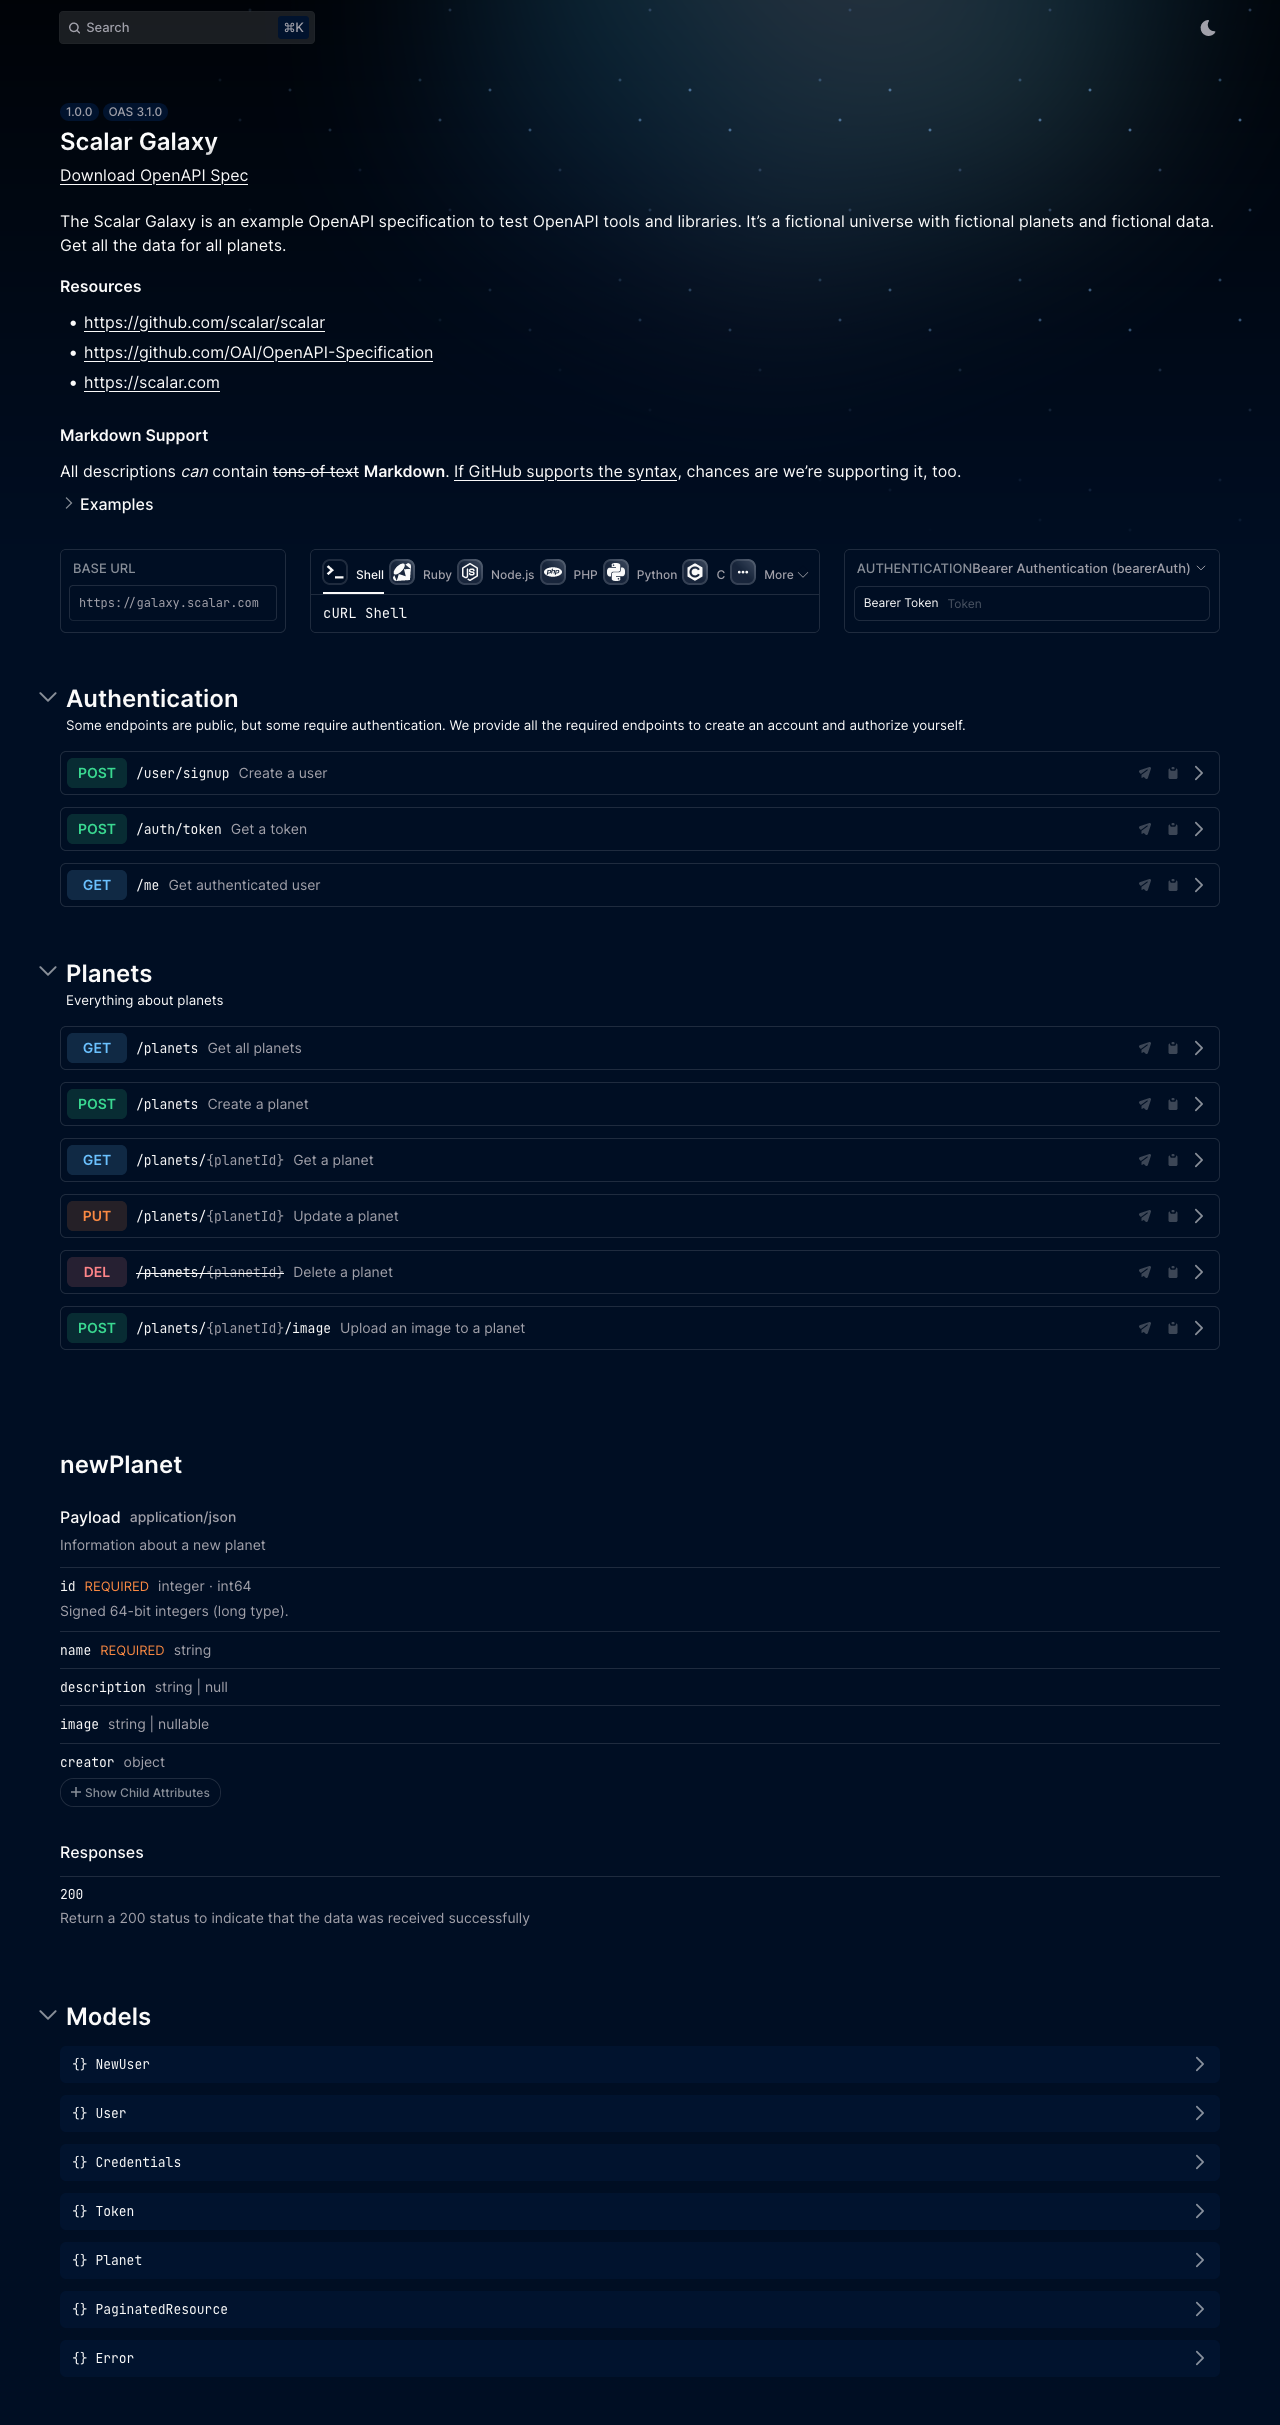 Search ⌘K
1.0.0 OAS 3.1.0
Scalar Galaxy
Download OpenAPI Spec
The Scalar Galaxy is an example OpenAPI specification to test OpenAPI tools and libraries. It’s a fictional universe with fictional planets and fictional data.
Get all the data for all planets.
Resources
• https://github.com/scalar/scalar
• https://github.com/OAI/OpenAPI-Specification
• https://scalar.com
Markdown Support
All descriptions can contain tons of text Markdown. If GitHub supports the syntax, chances are we’re supporting it, too.
Examples
BASE URL
https://galaxy.scalar.com
Shell Ruby Node.js PHP Python C More
cURL Shell
AUTHENTICATION Bearer Authentication (bearerAuth)
Bearer Token Token
Authentication
Some endpoints are public, but some require authentication. We provide all the required endpoints to create an account and authorize yourself.
POST /user/signup Create a user
POST /auth/token Get a token
GET /me Get authenticated user
Planets
Everything about planets
GET /planets Get all planets
POST /planets Create a planet
GET /planets/{planetId} Get a planet
PUT /planets/{planetId} Update a planet
DEL /planets/{planetId} Delete a planet
POST /planets/{planetId}/image Upload an image to a planet
newPlanet
Payload application/json
Information about a new planet
id REQUIRED integer · int64
Signed 64-bit integers (long type).
name REQUIRED string
description string | null
image string | nullable
creator object
+ Show Child Attributes
Responses
200
Return a 200 status to indicate that the data was received successfully
Models
{} NewUser
{} User
{} Credentials
{} Token
{} Planet
{} PaginatedResource
{} Error